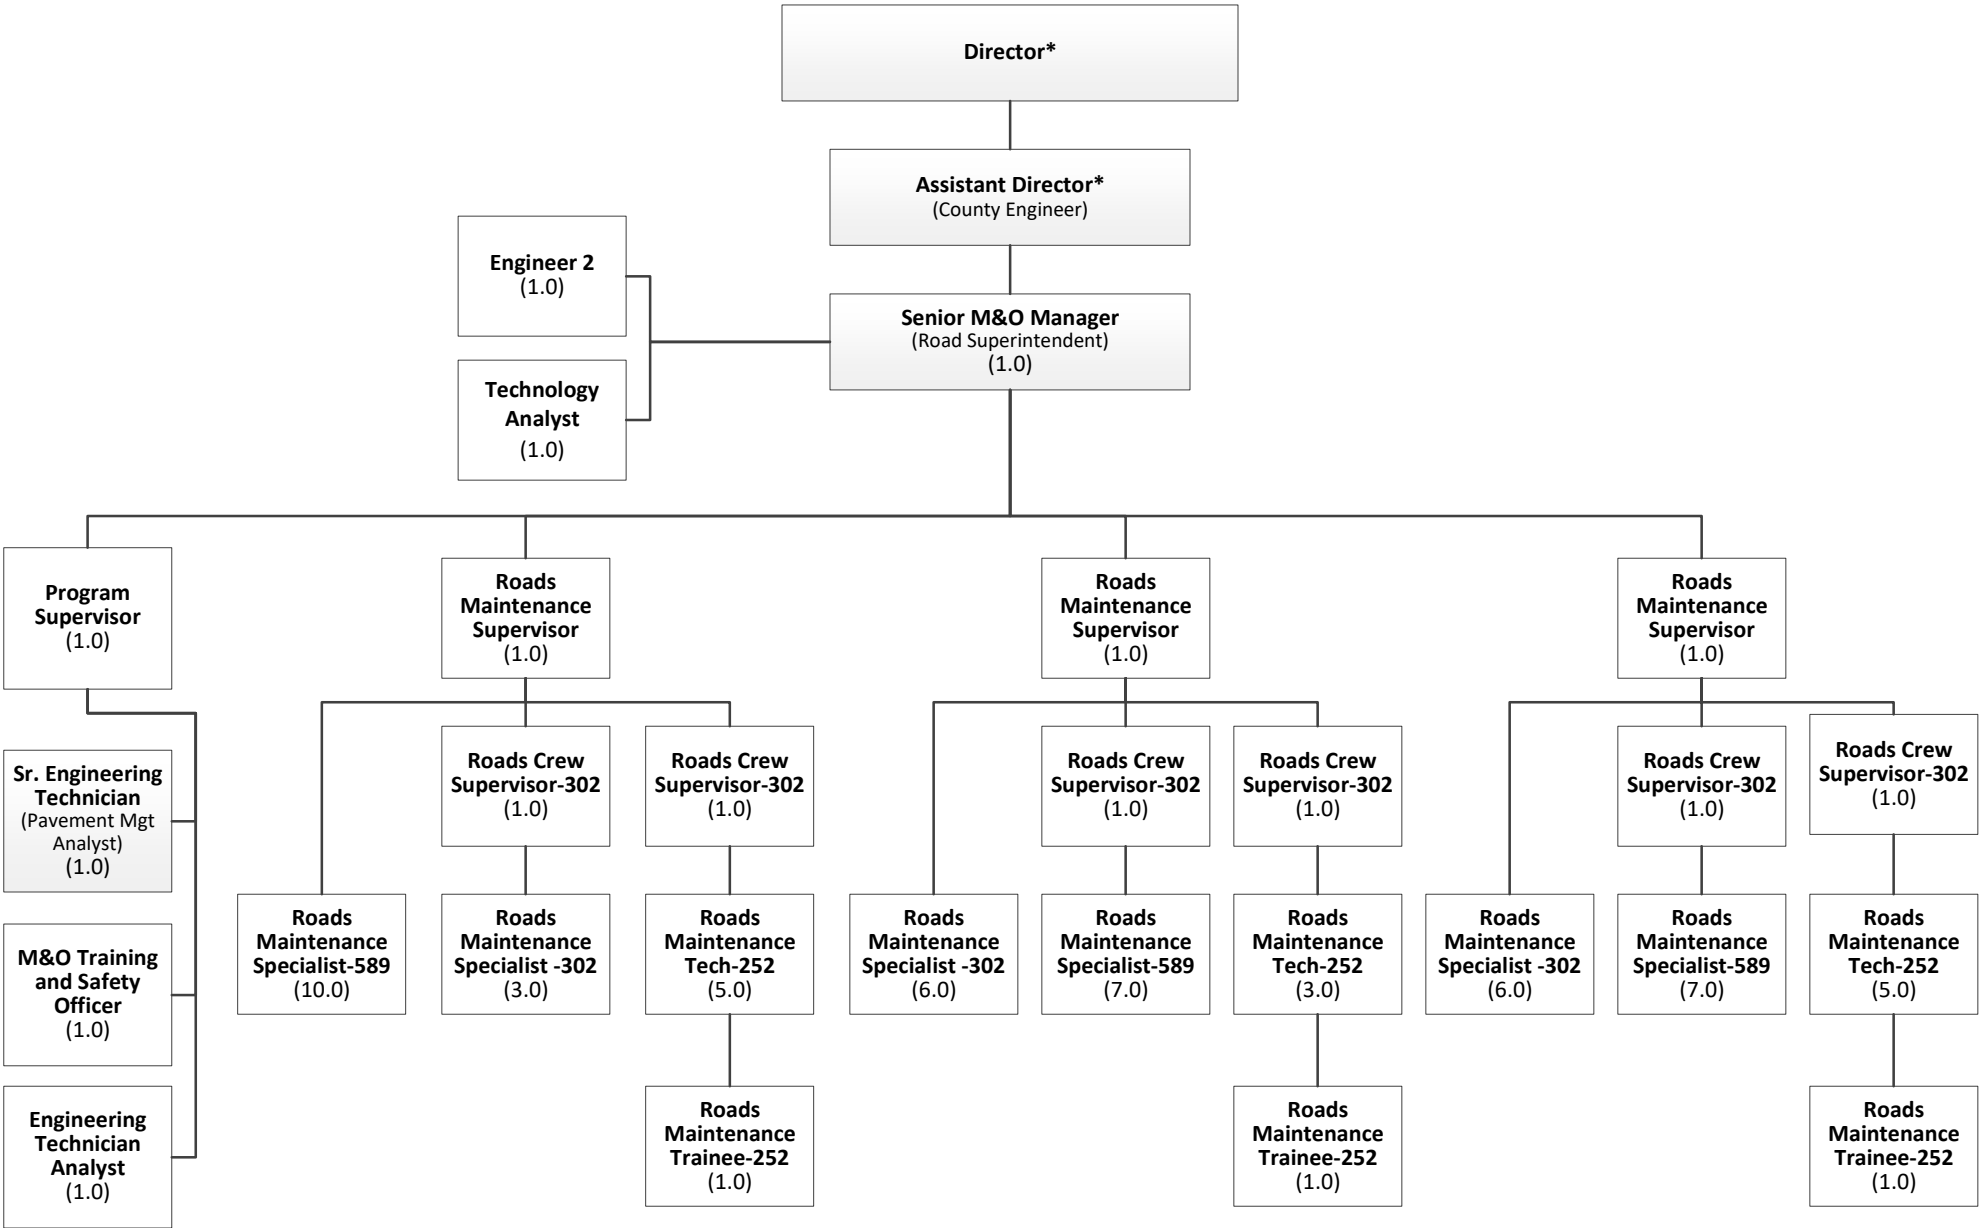 Director*
Assistant Director*
(County Engineer)
Engineer 2
(1.0)
Senior M&O Manager
(Road Superintendent)
(1.0)
Technology
Analyst
(1.0)
Program
Supervisor
(1.0)
Roads
Maintenance
Supervisor
(1.0)
Roads
Maintenance
Supervisor
(1.0)
Roads
Maintenance
Supervisor
(1.0)
Sr. Engineering
Technician
(Pavement Mgt
Analyst)
(1.0)
M&O Training
and Safety
Officer
(1.0)
Engineering
Technician
Analyst
(1.0)
Roads Crew
Supervisor-302
(1.0)
Roads Crew
Supervisor-302
(1.0)
Roads Crew
Supervisor-302
(1.0)
Roads Crew
Supervisor-302
(1.0)
Roads Crew
Supervisor-302
(1.0)
Roads Crew
Supervisor-302
(1.0)
Roads
Maintenance
Specialist-589
(10.0)
Roads
Maintenance
Specialist -302
(3.0)
Roads
Maintenance
Tech-252
(5.0)
Roads
Maintenance
Specialist -302
(6.0)
Roads
Maintenance
Specialist-589
(7.0)
Roads
Maintenance
Tech-252
(3.0)
Roads
Maintenance
Specialist -302
(6.0)
Roads
Maintenance
Specialist-589
(7.0)
Roads
Maintenance
Tech-252
(5.0)
Roads
Maintenance
Trainee-252
(1.0)
Roads
Maintenance
Trainee-252
(1.0)
Roads
Maintenance
Trainee-252
(1.0)